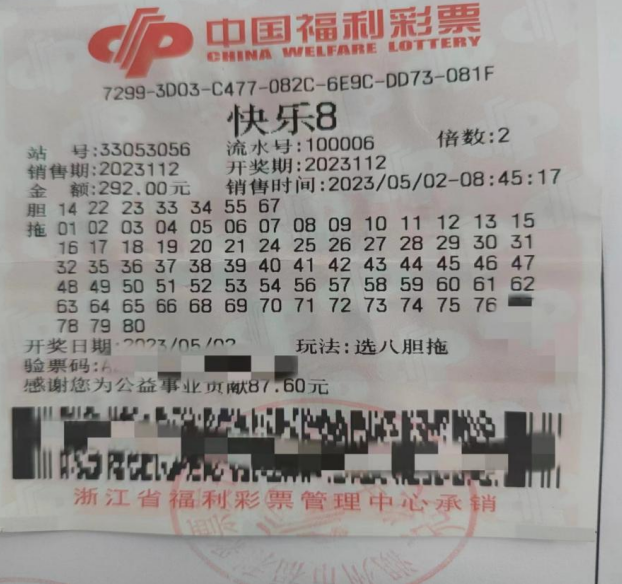 中国福利彩票
CHINA WELFARE LOTTERY
7299-3D03-C477-082C-6E9C-DD73-081F
快乐8
站 号:33053056 流水号:100006 倍数:2
销售期:2023112 开奖期:2023112
金 额:292.00元 销售时间:2023/05/02-08:45:17
胆 14 22 23 33 34 55 67
拖 01 02 03 04 05 06 07 08 09 10 11 12 13 15
16 17 18 19 20 21 24 25 26 27 28 29 30 31
32 35 36 37 38 39 40 41 42 43 44 45 46 47
48 49 50 51 52 53 54 56 57 58 59 60 61 62
63 64 65 66 68 69 70 71 72 73 74 75 76
78 79 80
开奖日期:2023/05/02 玩法:选八胆拖
验票码:
感谢您为公益事业贡献87.60元
浙江省福利彩票管理中心承销